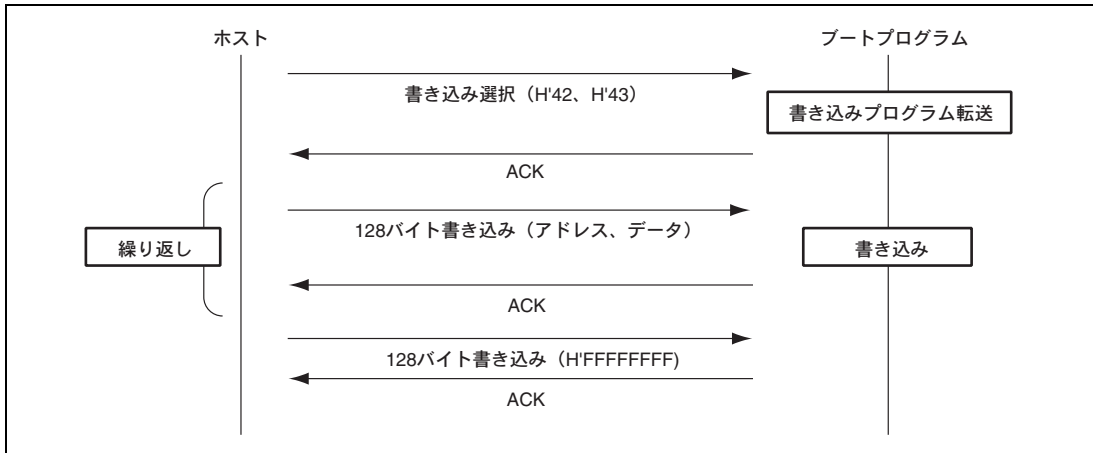 ホスト
ブートプログラム
書き込み選択（H'42、H'43）
書き込みプログラム転送
ACK
128バイト書き込み（アドレス、データ）
繰り返し
書き込み
ACK
128バイト書き込み（H'FFFFFFFF)
ACK